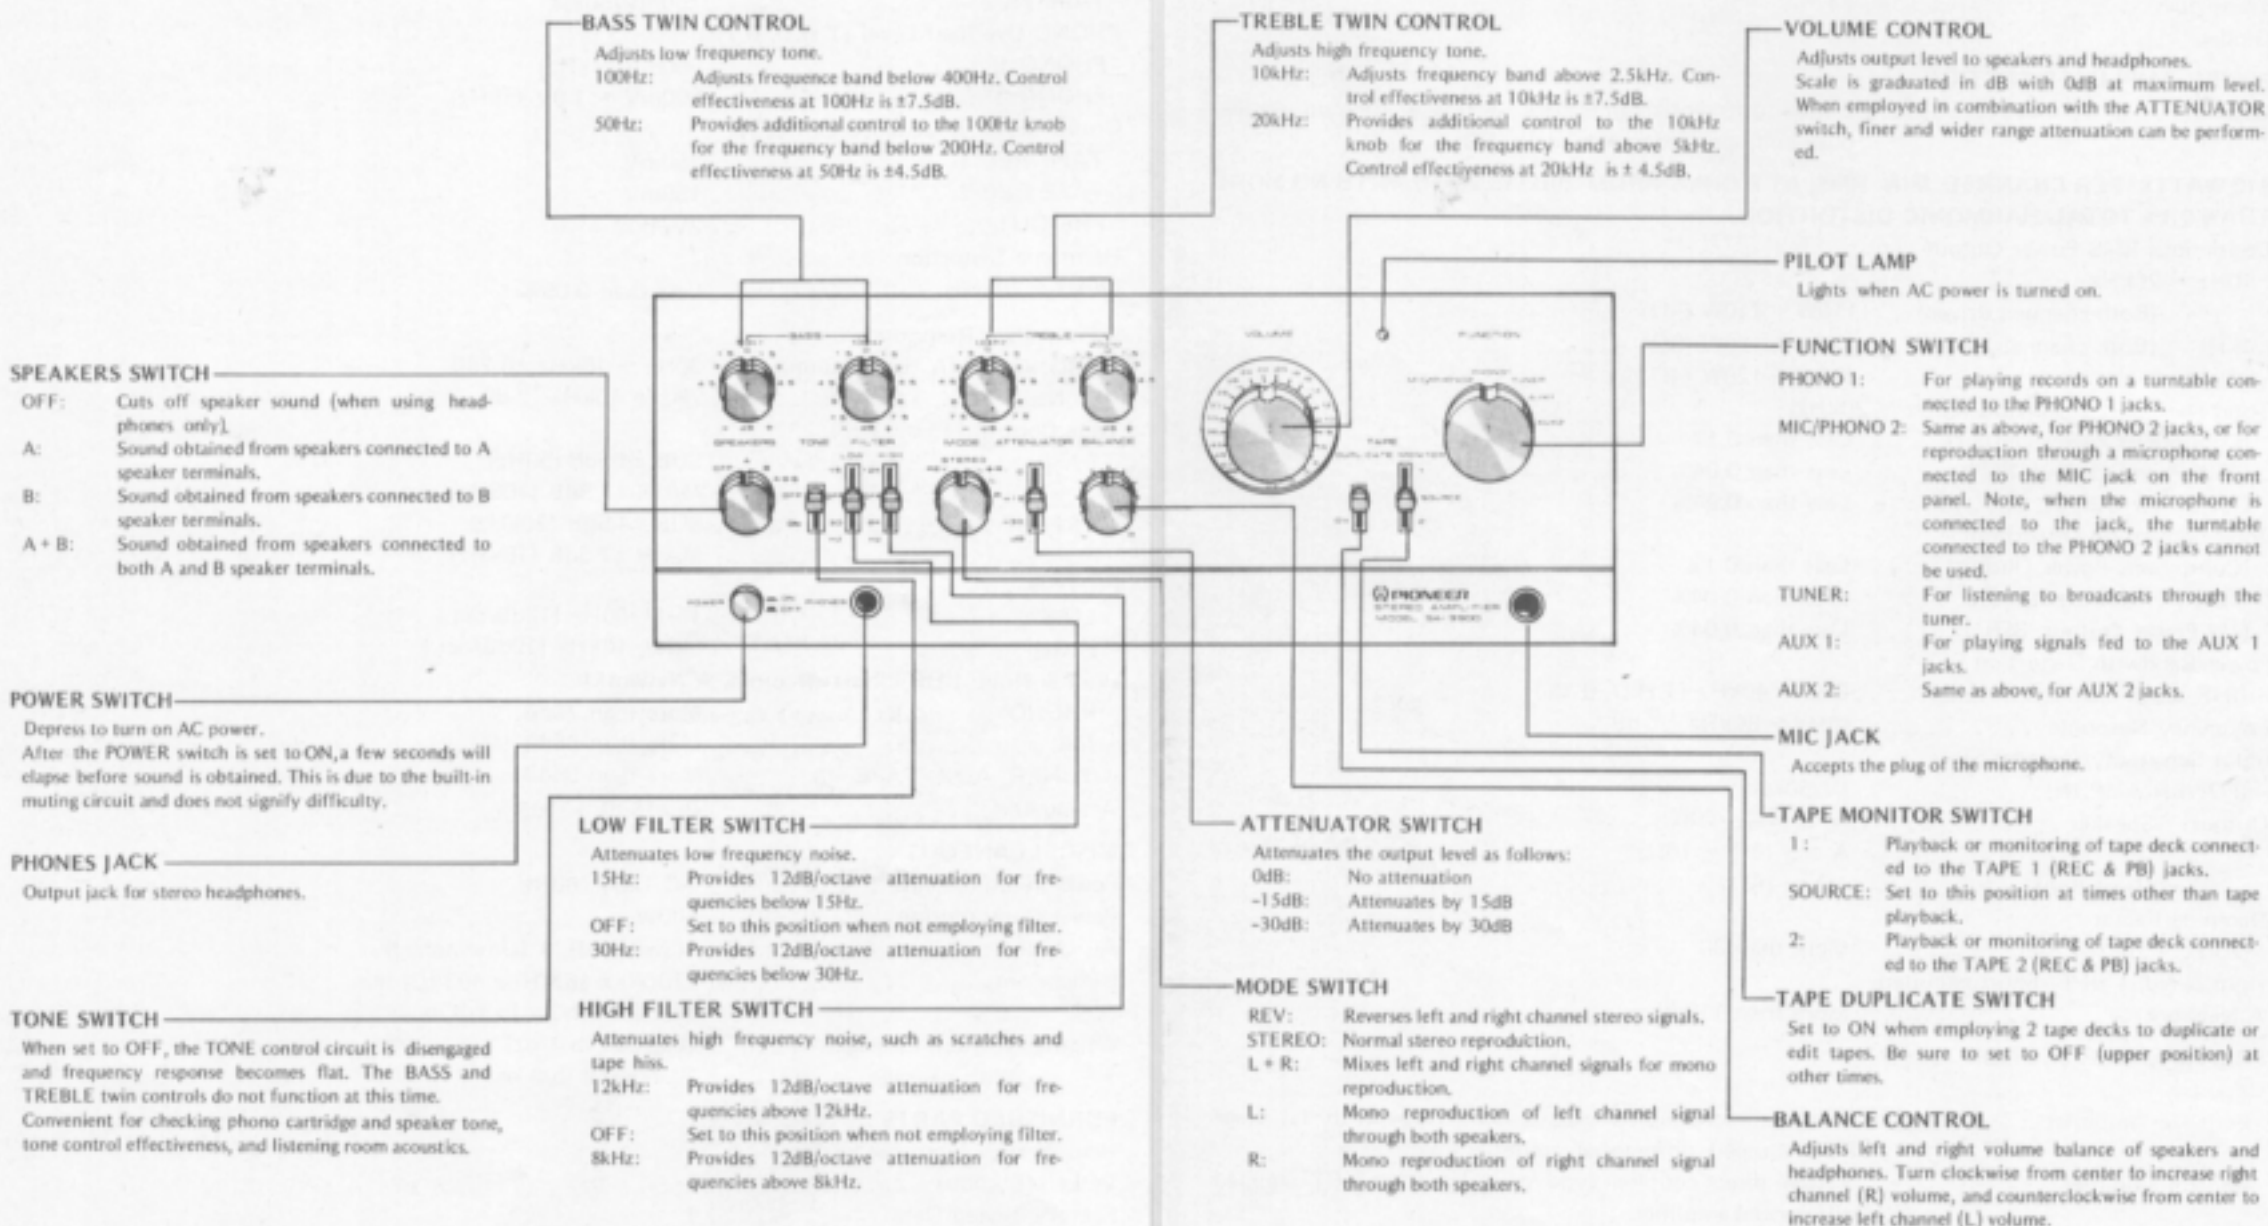 BASS TWIN CONTROL
Adjusts low frequency tone.
100Hz: Adjusts frequence band below 400Hz. Control
effectiveness at 100Hz is ±7.5dB.
50Hz: Provides additional control to the 100Hz knob
for the frequency band below 200Hz. Control
effectiveness at 50Hz is ±4.5dB.
TREBLE TWIN CONTROL
Adjusts high frequency tone.
10kHz: Adjusts frequency band above 2.5kHz. Con-
trol effectiveness at 10kHz is ±7.5dB.
20kHz: Provides additional control to the 10kHz
knob for the frequency band above 5kHz.
Control effectiveness at 20kHz is ± 4.5dB.
VOLUME CONTROL
Adjusts output level to speakers and headphones.
Scale is graduated in dB with 0dB at maximum level.
When employed in combination with the ATTENUATOR
switch, finer and wider range attenuation can be perform-
ed.
PILOT LAMP
Lights when AC power is turned on.
FUNCTION SWITCH
PHONO 1: For playing records on a turntable con-
nected to the PHONO 1 jacks.
MIC/PHONO 2: Same as above, for PHONO 2 jacks, or for
reproduction through a microphone con-
nected to the MIC jack on the front
panel. Note, when the microphone is
connected to the jack, the turntable
connected to the PHONO 2 jacks cannot
be used.
TUNER: For listening to broadcasts through the
tuner.
AUX 1: For playing signals fed to the AUX 1
jacks.
AUX 2: Same as above, for AUX 2 jacks.
MIC JACK
Accepts the plug of the microphone.
TAPE MONITOR SWITCH
1: Playback or monitoring of tape deck connect-
ed to the TAPE 1 (REC & PB) jacks.
SOURCE: Set to this position at times other than tape
playback.
2: Playback or monitoring of tape deck connect-
ed to the TAPE 2 (REC & PB) jacks.
TAPE DUPLICATE SWITCH
Set to ON when employing 2 tape decks to duplicate or
edit tapes. Be sure to set to OFF (upper position) at
other times.
BALANCE CONTROL
Adjusts left and right volume balance of speakers and
headphones. Turn clockwise from center to increase right
channel (R) volume, and counterclockwise from center to
increase left channel (L) volume.
SPEAKERS SWITCH
OFF: Cuts off speaker sound (when using head-
phones only).
A: Sound obtained from speakers connected to A
speaker terminals.
B: Sound obtained from speakers connected to B
speaker terminals.
A + B: Sound obtained from speakers connected to
both A and B speaker terminals.
POWER SWITCH
Depress to turn on AC power.
After the POWER switch is set to ON, a few seconds will
elapse before sound is obtained. This is due to the built-in
muting circuit and does not signify difficulty.
PHONES JACK
Output jack for stereo headphones.
TONE SWITCH
When set to OFF, the TONE control circuit is disengaged
and frequency response becomes flat. The BASS and
TREBLE twin controls do not function at this time.
Convenient for checking phono cartridge and speaker tone,
tone control effectiveness, and listening room acoustics.
LOW FILTER SWITCH
Attenuates low frequency noise.
15Hz: Provides 12dB/octave attenuation for fre-
quencies below 15Hz.
OFF: Set to this position when not employing filter.
30Hz: Provides 12dB/octave attenuation for fre-
quencies below 30Hz.
HIGH FILTER SWITCH
Attenuates high frequency noise, such as scratches and
tape hiss.
12kHz: Provides 12dB/octave attenuation for fre-
quencies above 12kHz.
OFF: Set to this position when not employing filter.
8kHz: Provides 12dB/octave attenuation for fre-
quencies above 8kHz.
ATTENUATOR SWITCH
Attenuates the output level as follows:
0dB: No attenuation
-15dB: Attenuates by 15dB
-30dB: Attenuates by 30dB
MODE SWITCH
REV: Reverses left and right channel stereo signals.
STEREO: Normal stereo reproduction.
L + R: Mixes left and right channel signals for mono
reproduction.
L: Mono reproduction of left channel signal
through both speakers.
R: Mono reproduction of right channel signal
through both speakers.
BASS TREBLE VOLUME FUNCTION
SPEAKERS TONE FILTER MODE ATTENUATOR BALANCE
TAPE
DUPLICATE MONITOR
STEREO
SOURCE
POWER ON OFF PHONES
PIONEER
STEREO AMPLIFIER
MODEL SA-9900